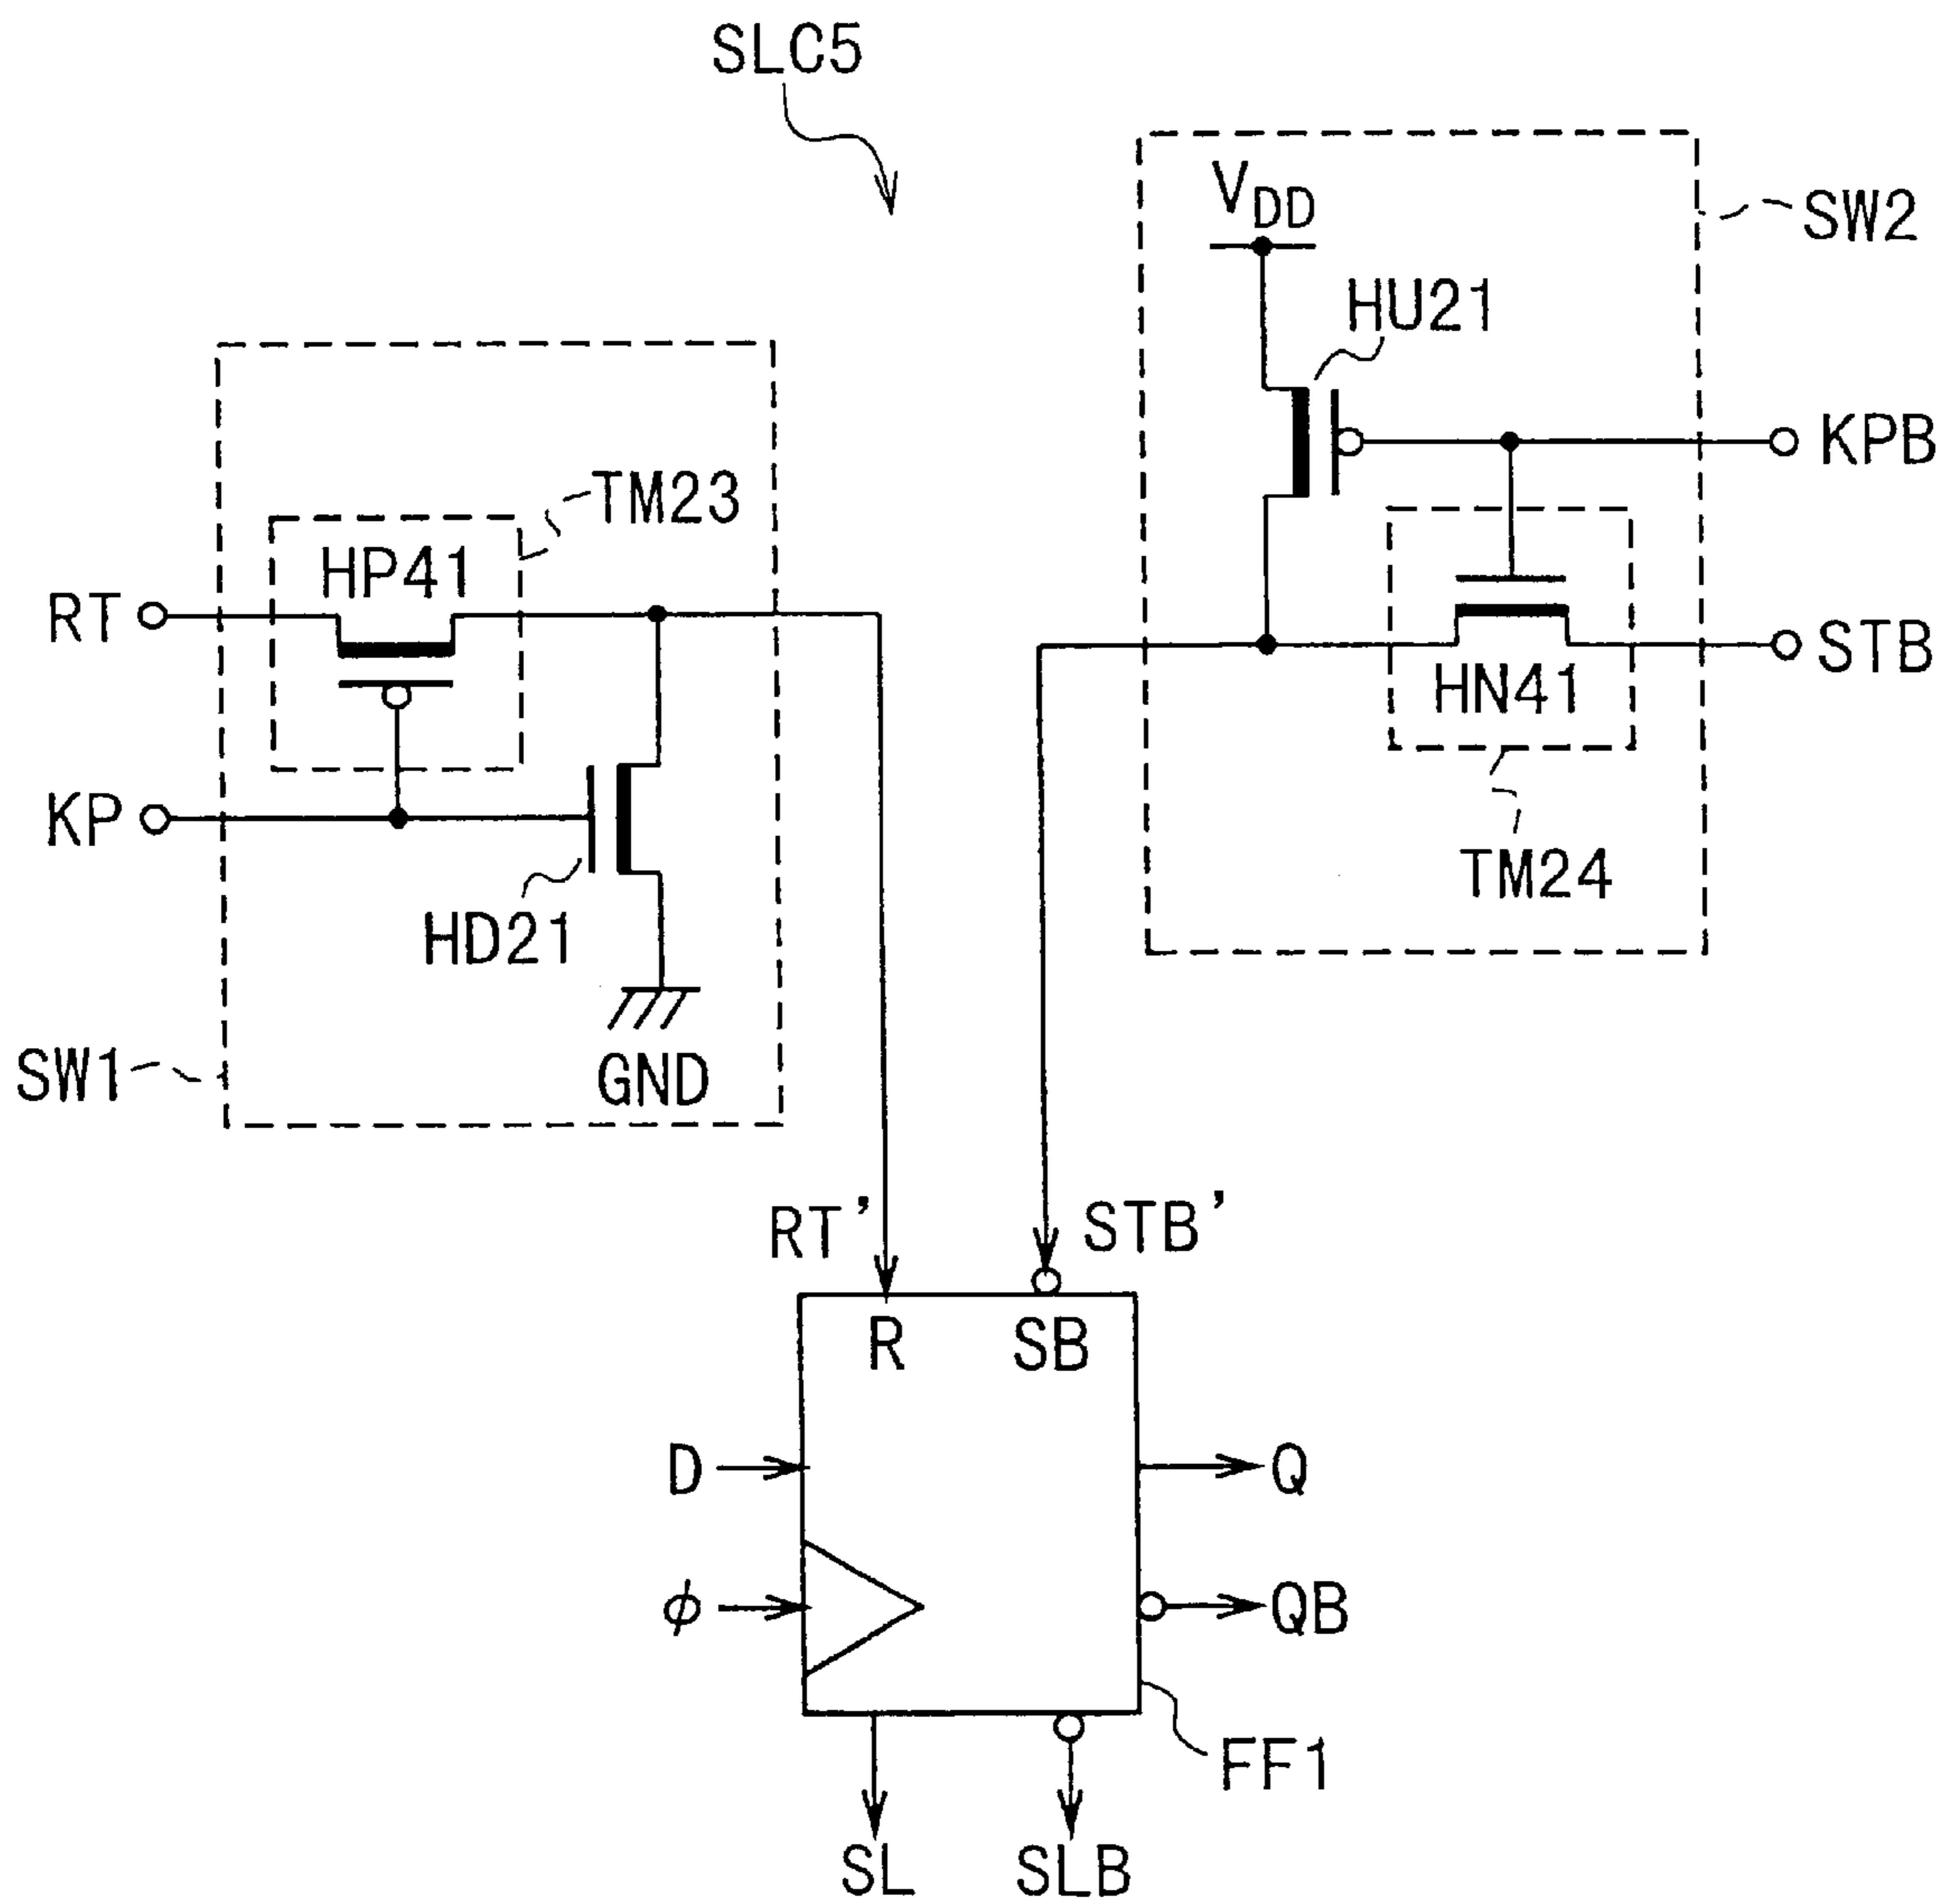 SLC5
VDD
SW2
HU21
KPB
TM23
HP41
RT
STB
HN41
KP
TM24
HD21
SW1
GND
RT'
STB'
R
SB
D
Q
φ
QB
FF1
SL
SLB